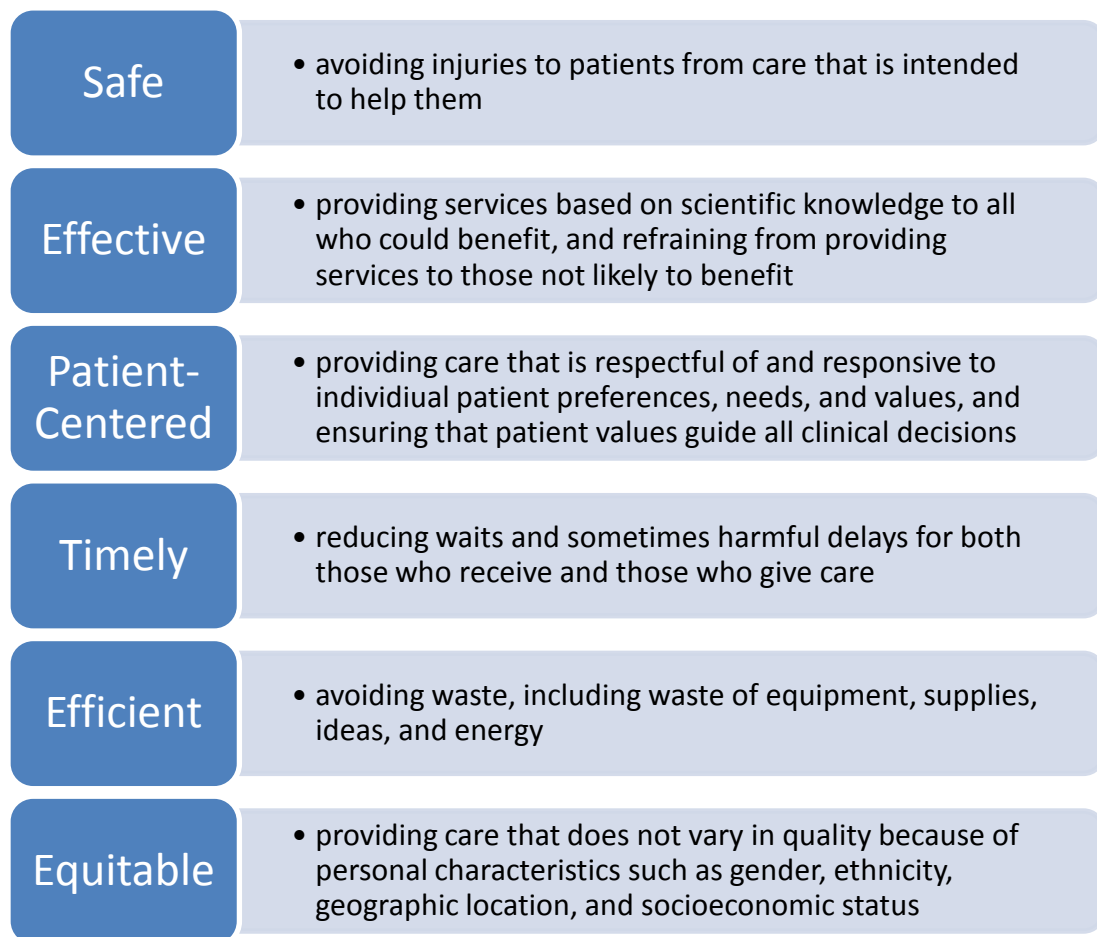 Safe
• avoiding injuries to patients from care that is intended
to help them
Effective
• providing services based on scientific knowledge to all
who could benefit, and refraining from providing
services to those not likely to benefit
Patient-
Centered
• providing care that is respectful of and responsive to
individiual patient preferences, needs, and values, and
ensuring that patient values guide all clinical decisions
Timely
• reducing waits and sometimes harmful delays for both
those who receive and those who give care
Efficient
• avoiding waste, including waste of equipment, supplies,
ideas, and energy
Equitable
• providing care that does not vary in quality because of
personal characteristics such as gender, ethnicity,
geographic location, and socioeconomic status